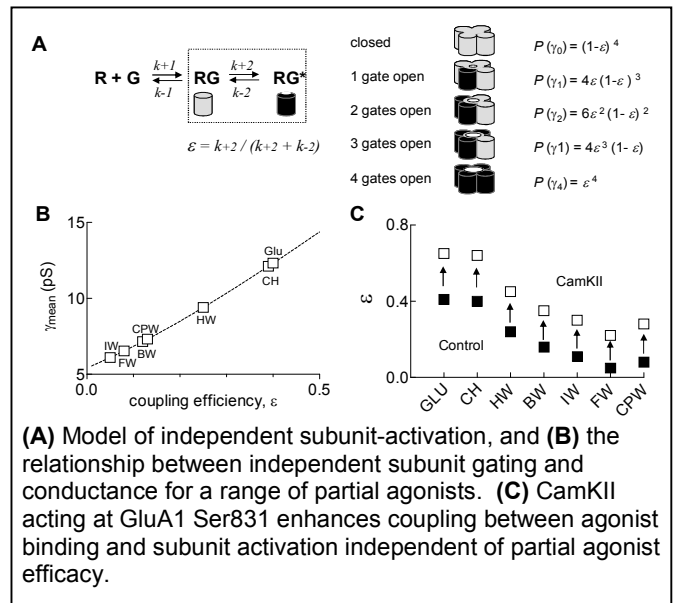 A
R + G k+1 k-1 RG k+2 k-2 RG*
ε = k+2 / (k+2 + k-2)
closed P(γ0) = (1-ε) 4
1 gate open P(γ1) = 4ε(1-ε) 3
2 gates open P(γ2) = 6ε2(1- ε) 2
3 gates open P(γ1) = 4ε3 (1- ε)
4 gates open P(γ4) = ε4
B
γmean (pS)
15
10
5
Glu
CH
HW
CPW
BW
IW
FW
0.0 0.5
coupling efficiency, ε
C
ε
0.8
0.4
0.0
CamKII
Control
GLU CH HW BW IW FW CPW
(A) Model of independent subunit-activation, and (B) the
relationship between independent subunit gating and
conductance for a range of partial agonists. (C) CamKII
acting at GluA1 Ser831 enhances coupling between agonist
binding and subunit activation independent of partial agonist
efficacy.